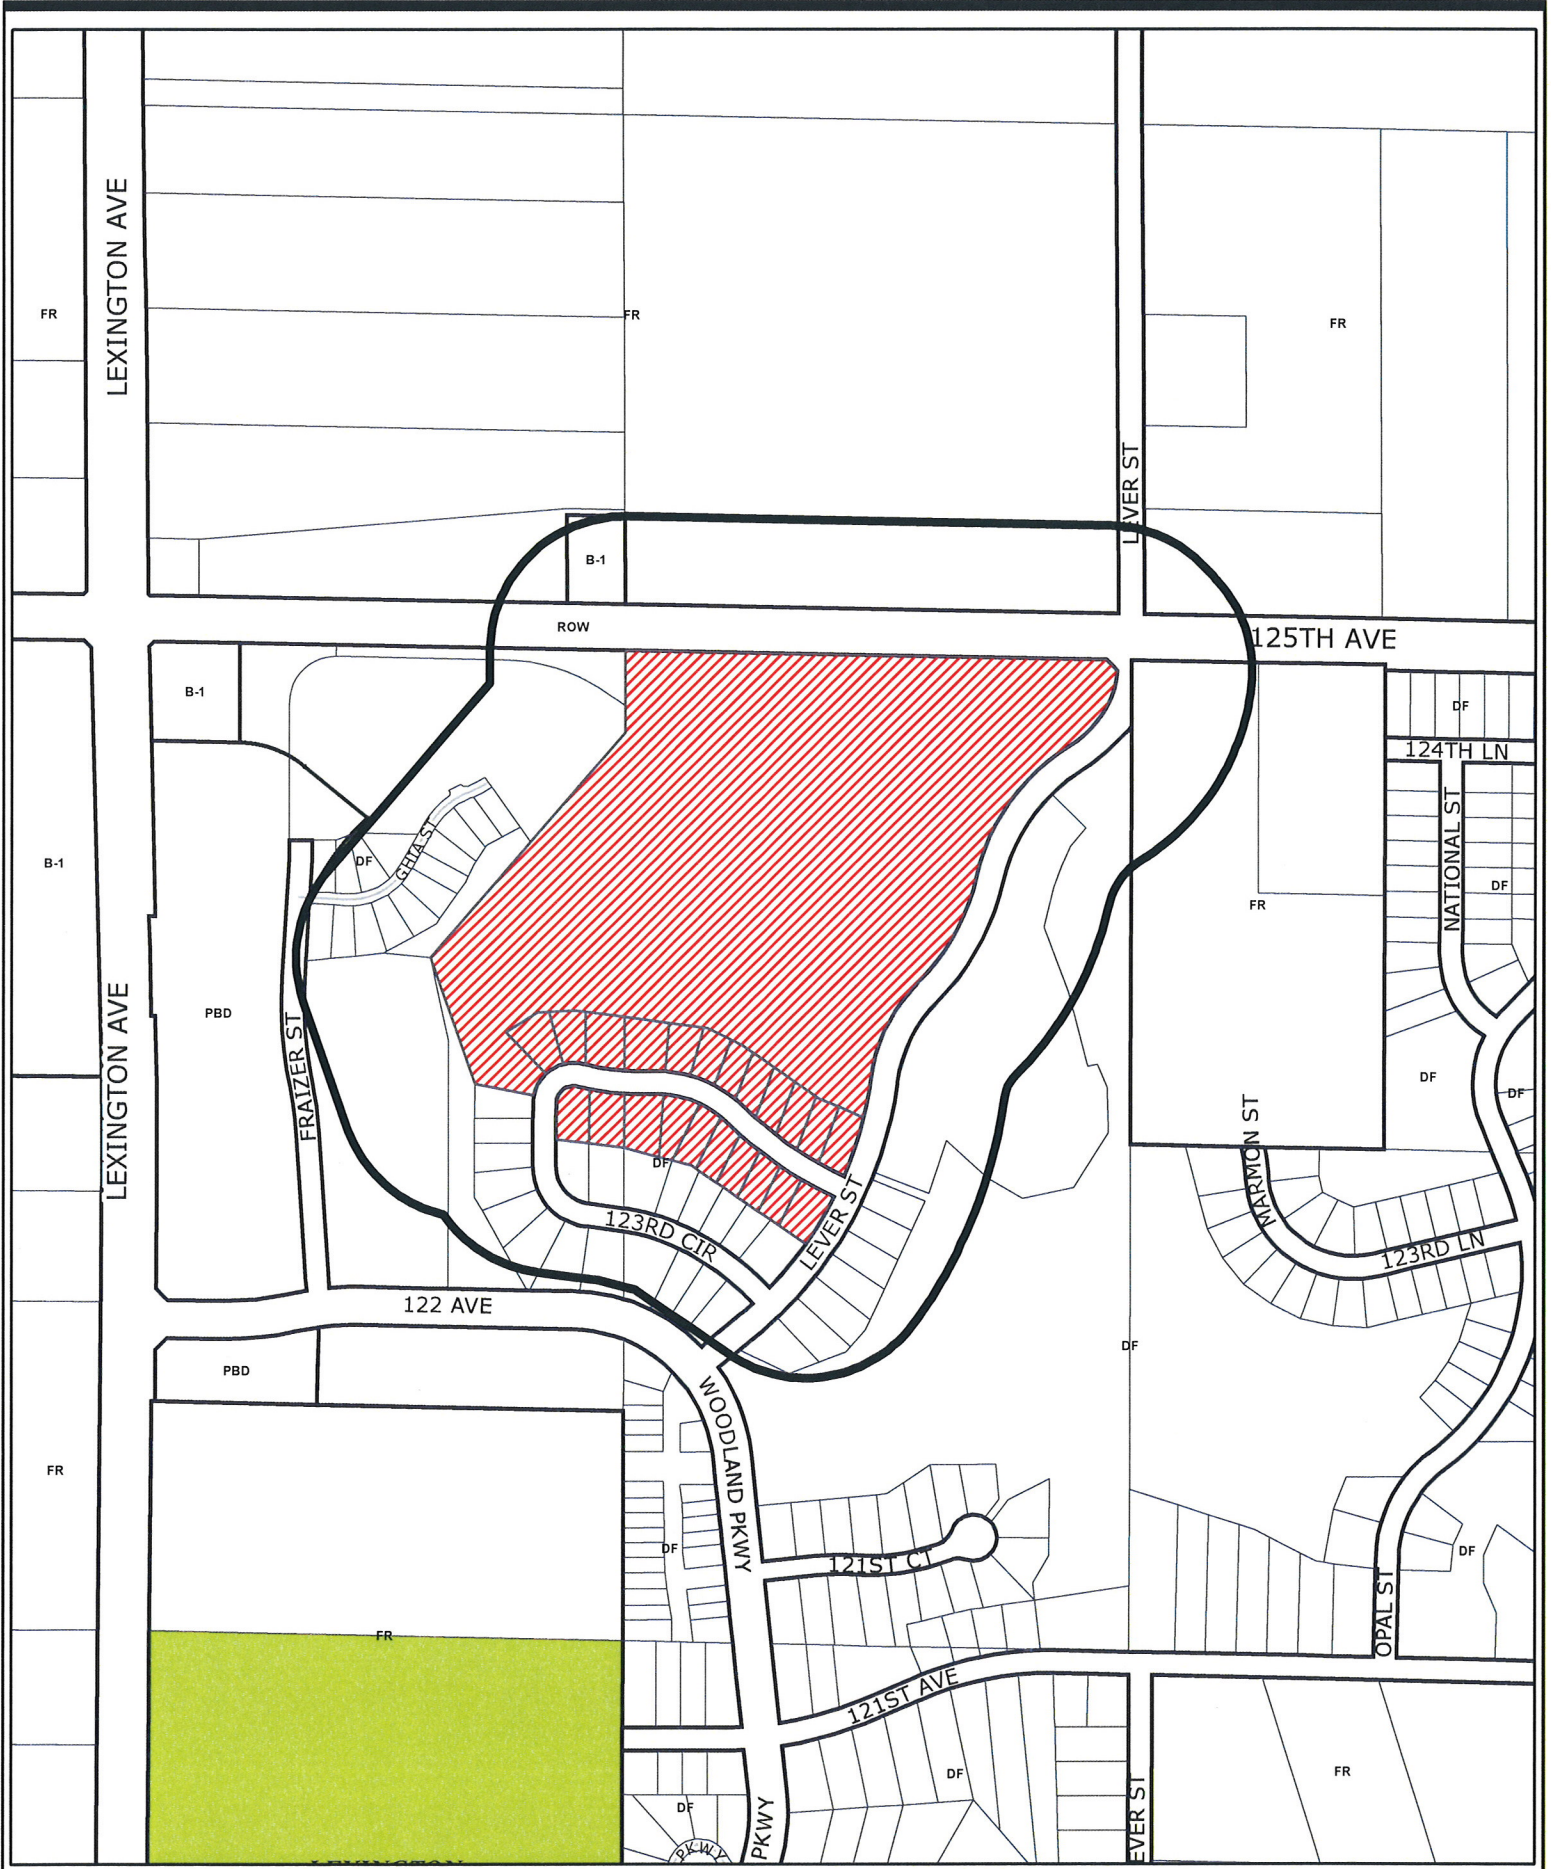 LEXINGTON AVE
FR
FR
FR
LEVER ST
B-1
ROW
125TH AVE
B-1
DF
124TH LN
NATIONAL ST
GHIA ST
DF
B-1
DF
FR
PBD
LEXINGTON AVE
FRAIZER ST
DF
DF
MARMON ST
DF
123RD CIR
LEVER ST
123RD LN
122 AVE
DF
PBD
WOODLAND PKWY
FR
DF
121ST CT
DF
OPAL ST
FR
121ST AVE
DF
FR
DF
PKWY
PKWY
EVER ST